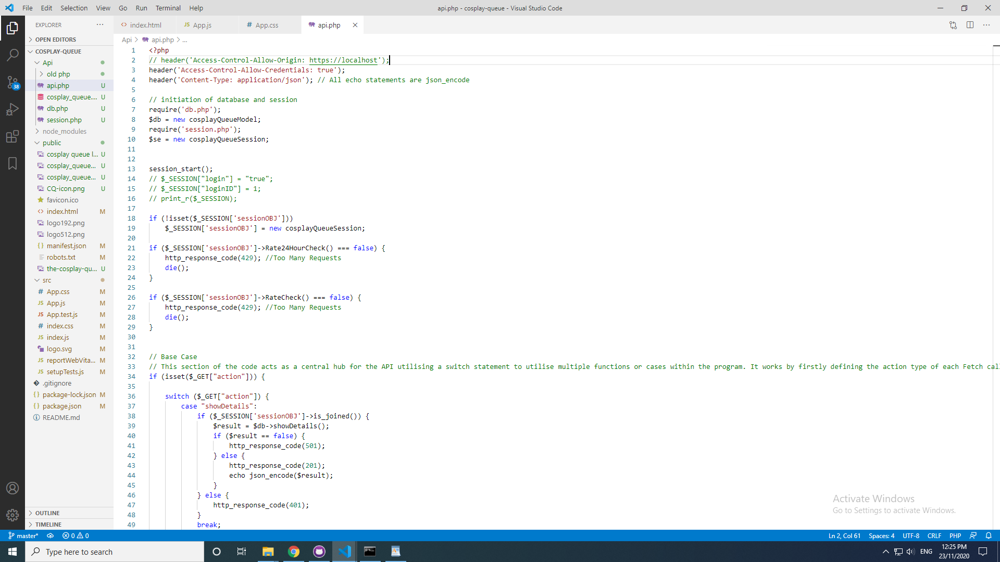 File Edit Selection View Go Run Terminal Help
api.php - cosplay-queue - Visual Studio Code
EXPLORER
OPEN EDITORS
COSPLAY-QUEUE
Api
old php
api.php U
cosplay_queue.... U
db.php U
session.php U
node_modules
public
cosplay queue l... U
cosplay_queue... U
cosplay_queue... U
CQ-icon.png U
favicon.ico
index.html M
logo192.png
logo512.png
manifest.json M
robots.txt M
the-cosplay-qu... U
src
App.css M
App.js M
App.test.js M
index.css M
index.js M
logo.svg M
reportWebVita... M
setupTests.js M
.gitignore
package-lock.json M
package.json M
README.md
OUTLINE
TIMELINE
38
index.html
JS App.js
# App.css
api.php
Api > api.php > ...
1 <?php
2 // header('Access-Control-Allow-Origin: https://localhost');
3 header('Access-Control-Allow-Credentials: true');
4 header('Content-Type: application/json'); // All echo statements are json_encode
5
6 // initiation of database and session
7 require('db.php');
8 $db = new cosplayQueueModel;
9 require('session.php');
10 $se = new cosplayQueueSession;
11
12
13 session_start();
14 // $_SESSION["login"] = "true";
15 // $_SESSION["loginID"] = 1;
16 // print_r($_SESSION);
17
18 if (!isset($_SESSION['sessionOBJ']))
19 $_SESSION['sessionOBJ'] = new cosplayQueueSession;
20
21 if ($_SESSION['sessionOBJ']->Rate24HourCheck() === false) {
22 http_response_code(429); //Too Many Requests
23 die();
24 }
25
26 if ($_SESSION['sessionOBJ']->RateCheck() === false) {
27 http_response_code(429); //Too Many Requests
28 die();
29 }
30
31
32 // Base Case
33 // This section of the code acts as a central hub for the API utilising a switch statement to utilise multiple functions or cases within the program. It works by firstly defining the action type of each Fetch cal
34 if (isset($_GET["action"])) {
35
36 switch ($_GET["action"]) {
37 case "showDetails":
38 if ($_SESSION['sessionOBJ']->is_joined()) {
39 $result = $db->showDetails();
40 if ($result == false) {
41 http_response_code(501);
42 } else {
43 http_response_code(201);
44 echo json_encode($result);
45 }
46 } else {
47 http_response_code(401);
48 }
49 break;
Activate Windows
Go to Settings to activate Windows.
master* 0 0
Ln 2, Col 61 Spaces: 4 UTF-8 CRLF PHP
Type here to search
ENG
12:25 PM
23/11/2020